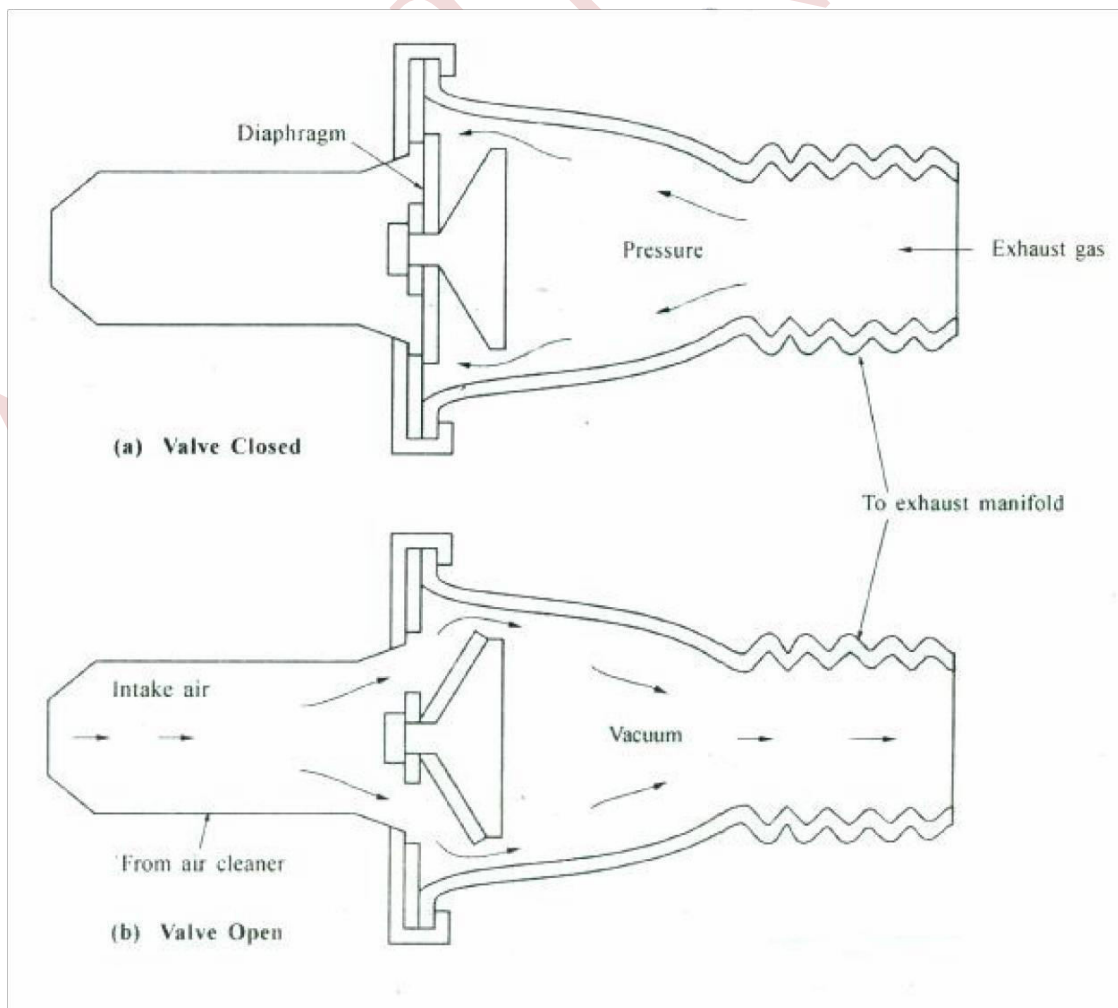 Diaphragm
Pressure
Exhaust gas
(a) Valve Closed
To exhaust manifold
Intake air
Vacuum
From air cleaner
(b) Valve Open